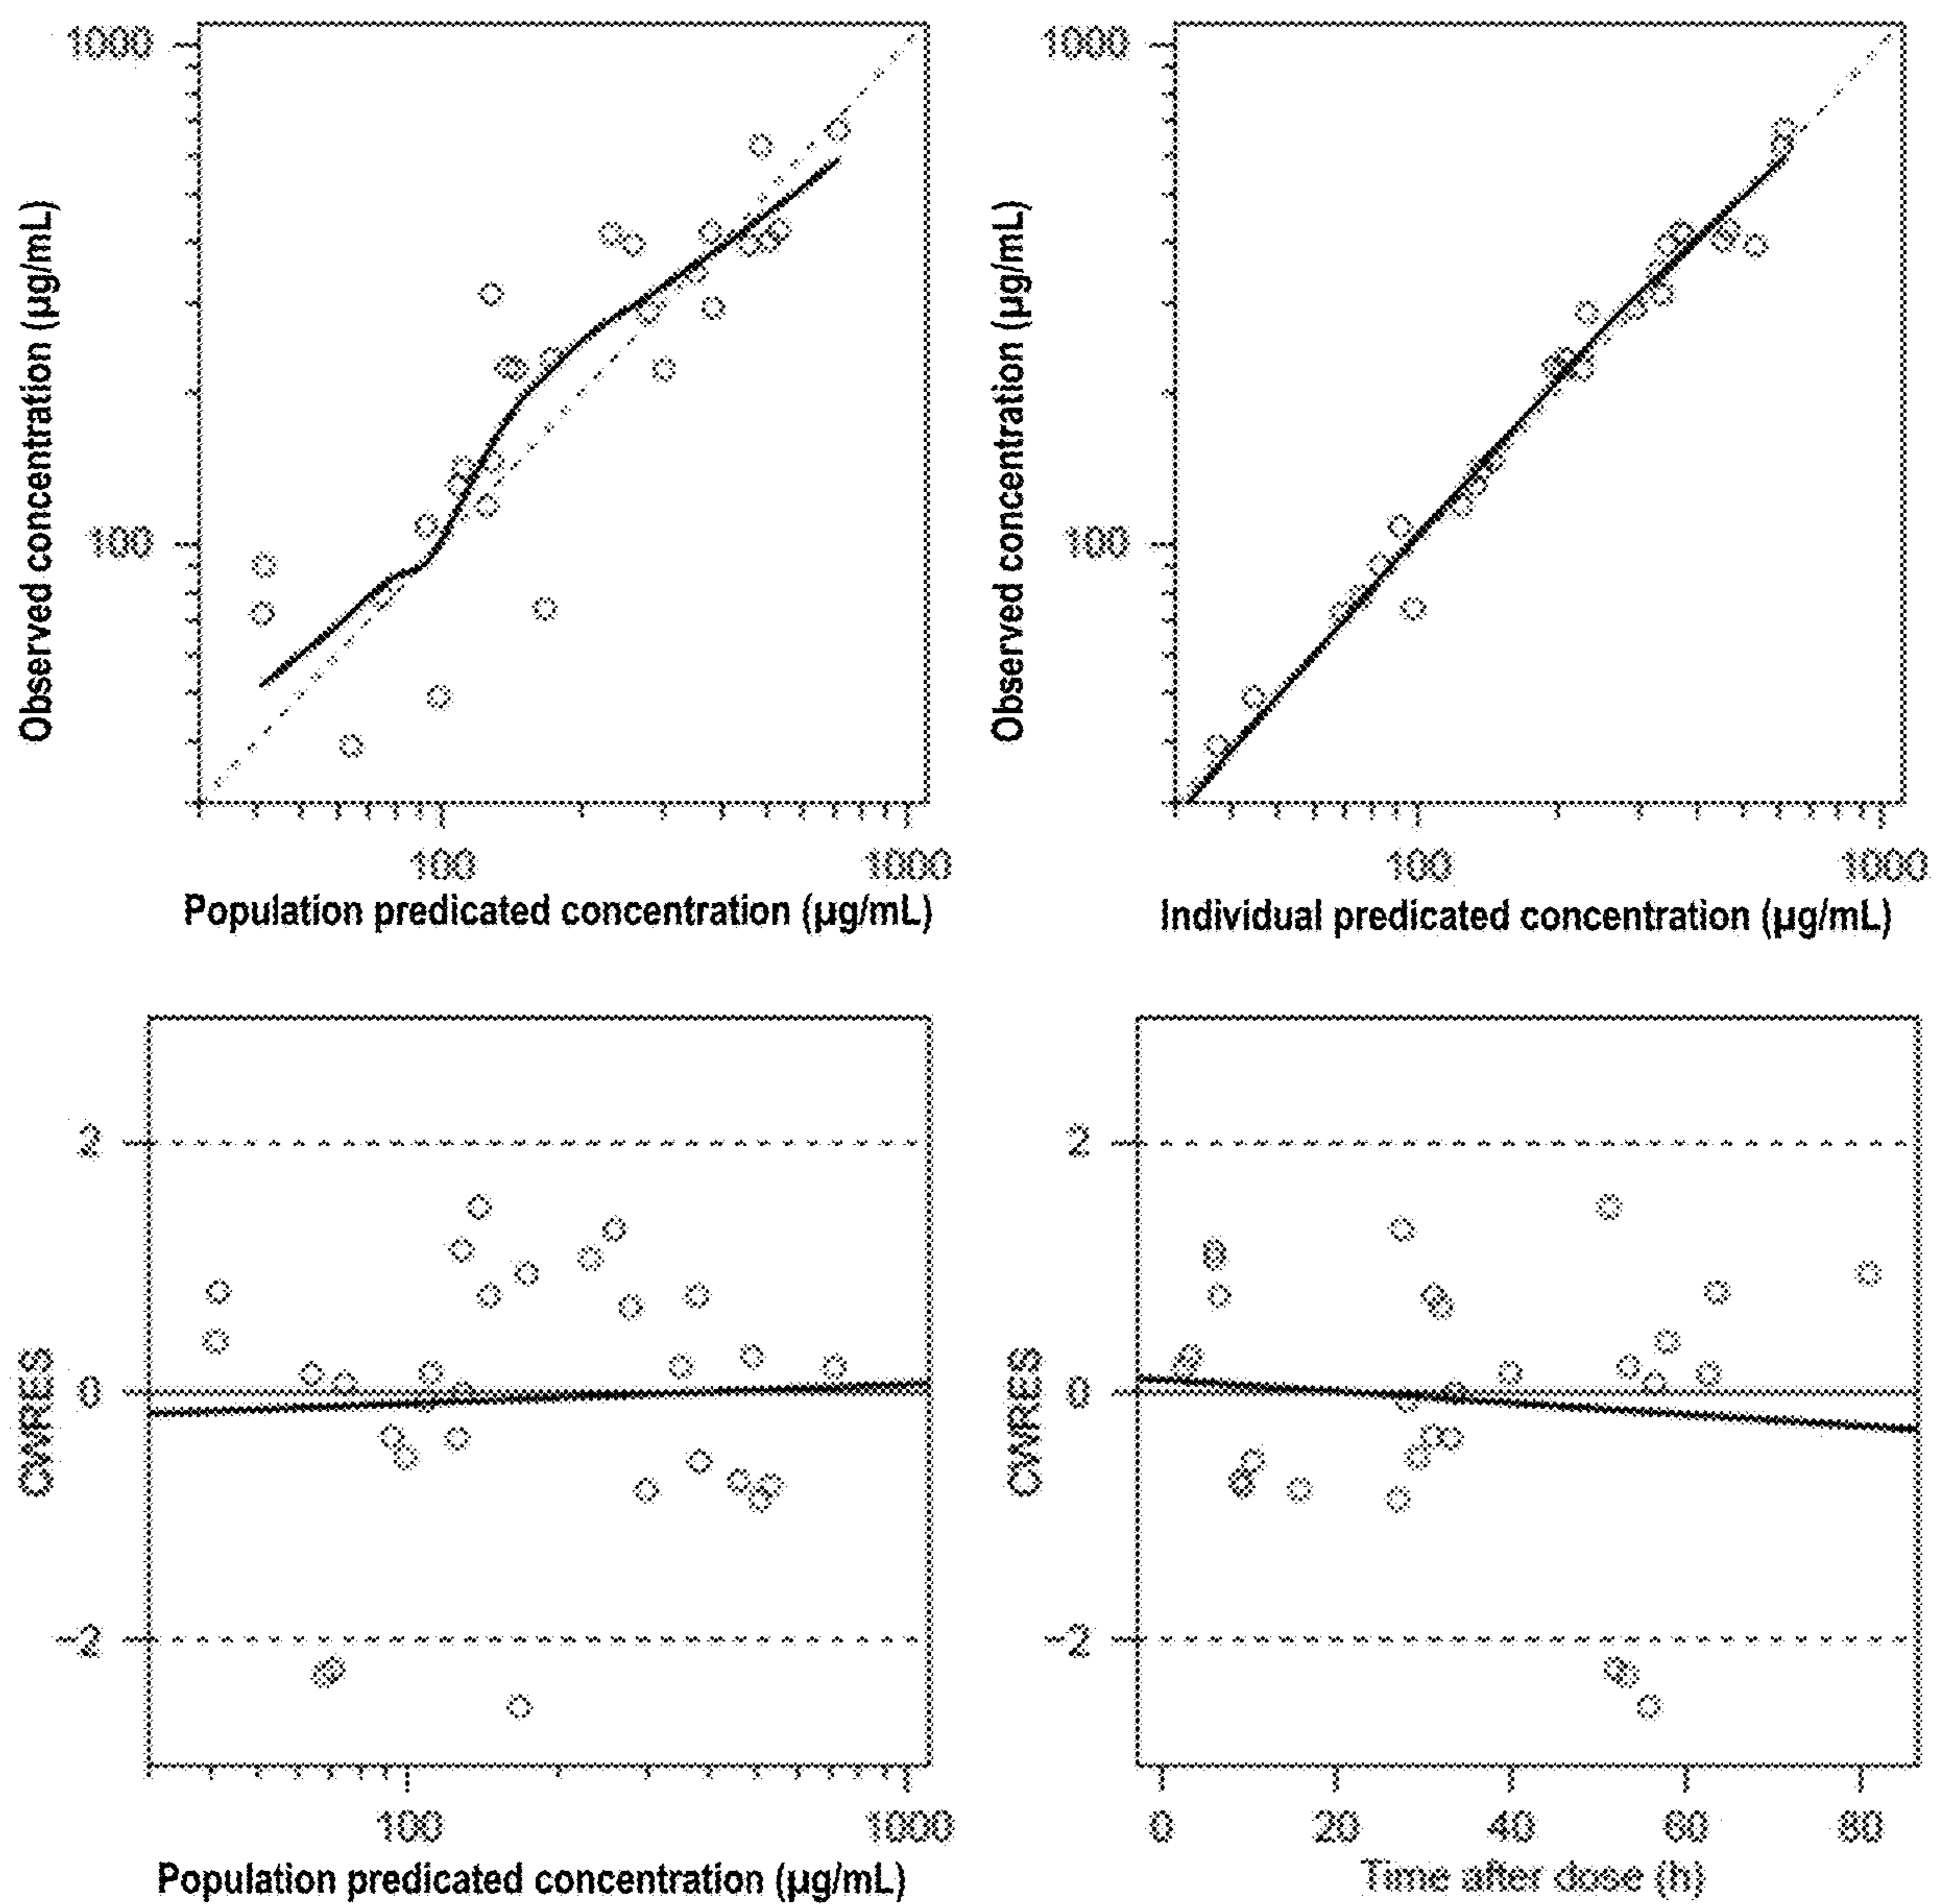 1000
100
Observed concentration (µg/mL)
100
1000
Population predicated concentration (µg/mL)
1000
100
Observed concentration (µg/mL)
100
1000
Individual predicated concentration (µg/mL)
2
0
-2
CWRES
100
1000
Population predicated concentration (µg/mL)
2
0
-2
CWRES
0
20
40
60
80
Time after dose (h)